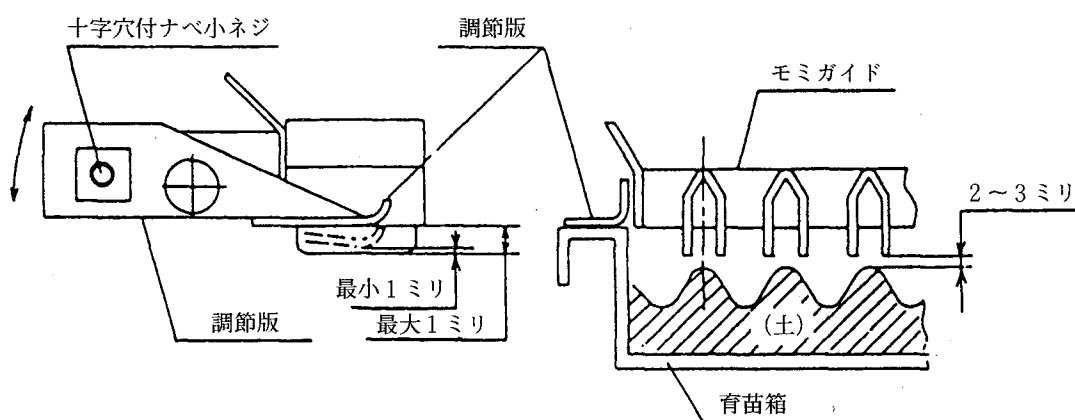 十字穴付ナベ小ネジ
調節版
モミガイド
2～3ミリ
最小1ミリ
調節版
最大1ミリ
(土)
育苗箱